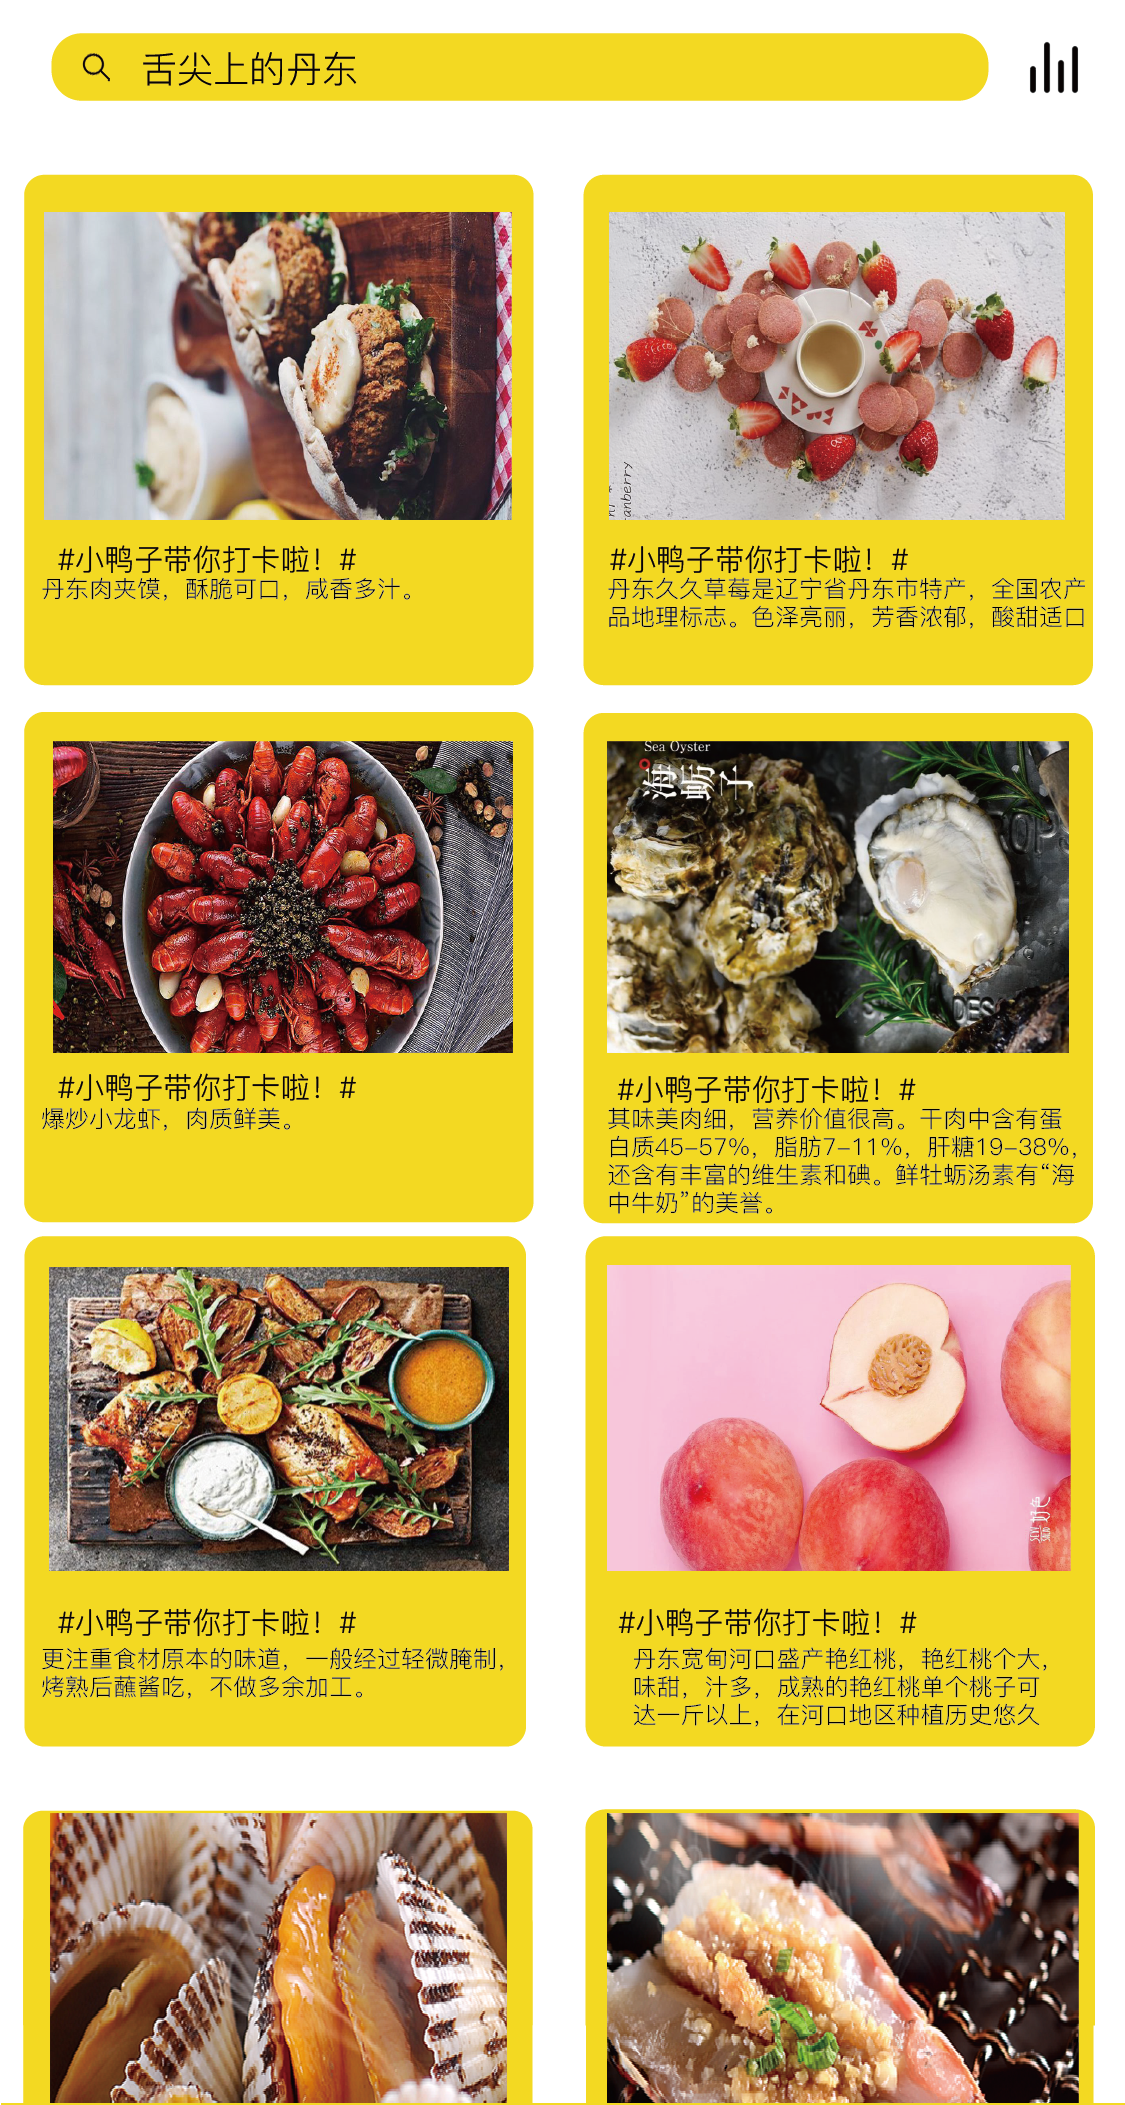 舌尖上的丹东
#小鸭子带你打卡啦！#
丹东肉夹馍，酥脆可口，咸香多汁。
anberry
#小鸭子带你打卡啦！#
丹东久久草莓是辽宁省丹东市特产，全国农产
品地理标志。色泽亮丽，芳香浓郁，酸甜适口
#小鸭子带你打卡啦！#
爆炒小龙虾，肉质鲜美。
Sea Oyster
海蛎子
DES
#小鸭子带你打卡啦！#
其味美肉细，营养价值很高。干肉中含有蛋
白质45-57%，脂肪7-11%，肝糖19-38%，
还含有丰富的维生素和碘。鲜牡蛎汤素有“海
中牛奶”的美誉。
#小鸭子带你打卡啦！#
更注重食材原本的味道，一般经过轻微腌制，
烤熟后蘸酱吃，不做多余加工。
#小鸭子带你打卡啦！#
丹东宽甸河口盛产艳红桃，艳红桃个大，
味甜，汁多，成熟的艳红桃单个桃子可
达一斤以上，在河口地区种植历史悠久